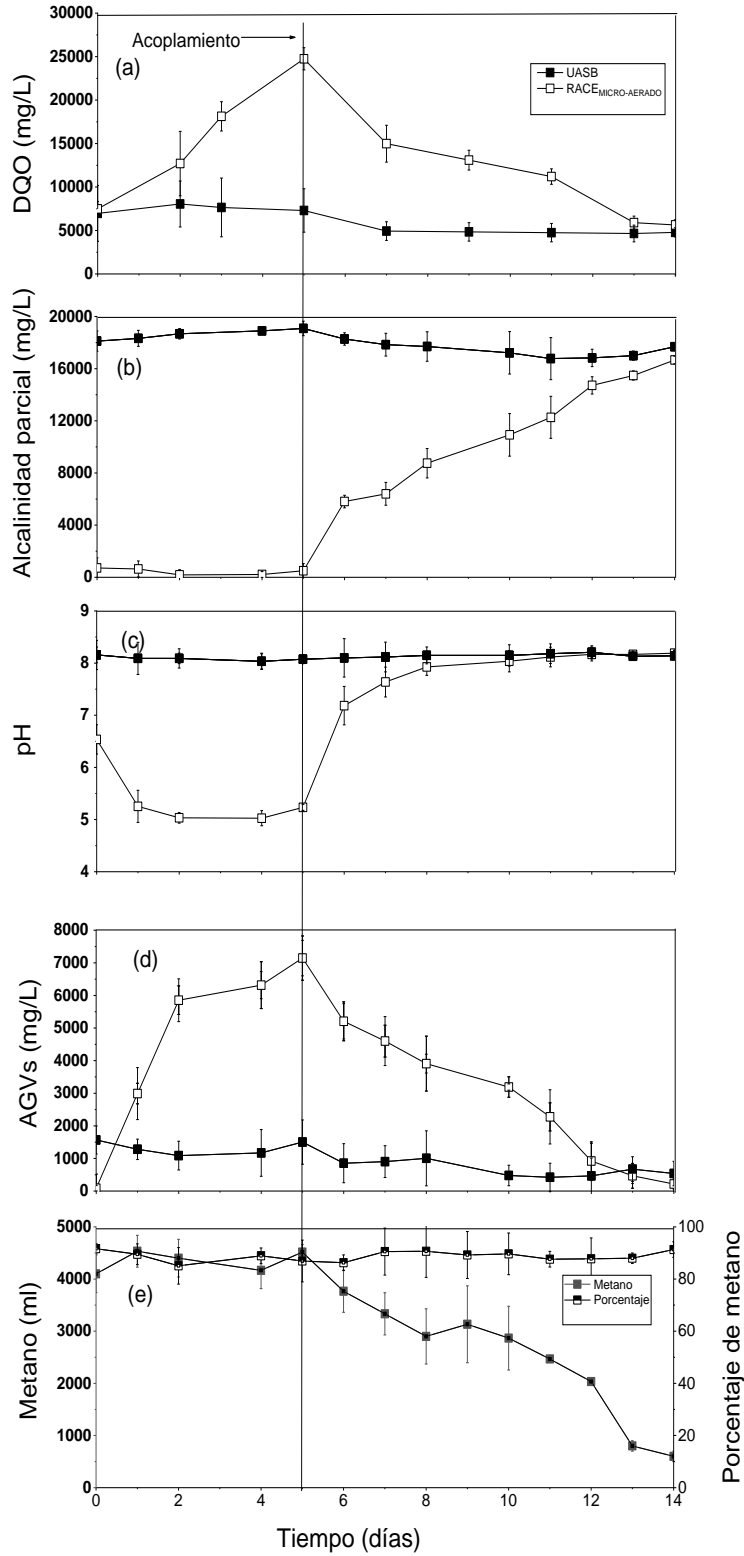 30000
25000
20000
15000
10000
5000
0
DQO (mg/L)
Acoplamiento
(a)
UASB
RACE MICRO-AERADO
20000
16000
12000
8000
4000
0
Alcalinidad parcial (mg/L)
(b)
9
8
7
6
5
4
pH
(c)
8000
7000
6000
5000
4000
3000
2000
1000
0
AGVs (mg/L)
(d)
5000
4000
3000
2000
1000
0
Metano (ml)
(e)
Metano
Porcentaje
100
80
60
40
20
0
Porcentaje de metano
0 2 4 6 8 10 12 14
Tiempo (días)